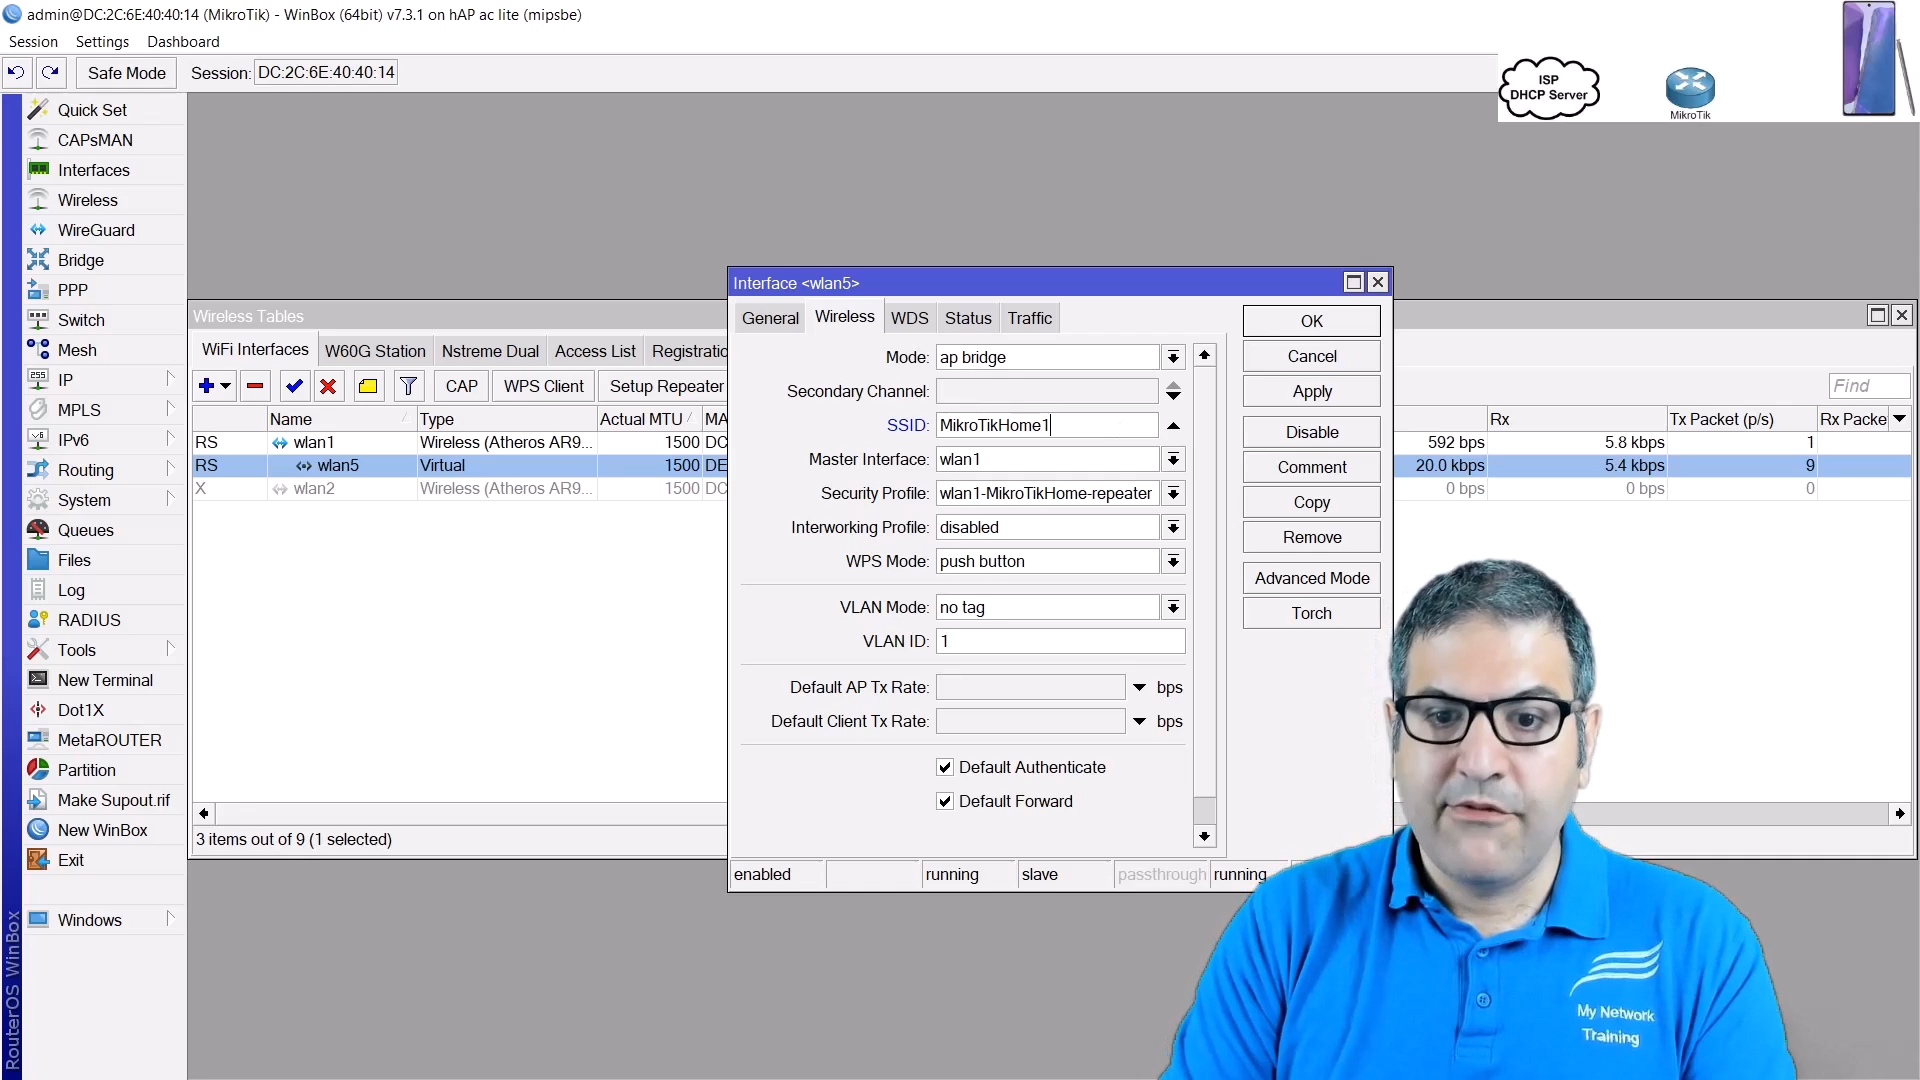 admin@DC:2C:6E:40:40:14 (MikroTik) - WinBox (64bit) v7.3.1 on hAP ac lite (mipsbe)
Session Settings Dashboard
Safe Mode Session: DC:2C:6E:40:40:14
ISP
DHCP Server
MikroTik
Quick Set
CAPsMAN
Interfaces
Wireless
WireGuard
Bridge
PPP
Switch
Mesh
255
IP
MPLS
v6
IPv6
Routing
System
Queues
Files
Log
RADIUS
Tools
New Terminal
Dot1X
MetaROUTER
Partition
Make Supout.rif
New WinBox
Exit
Windows
RouterOS WinBox
Wireless Tables
WiFi Interfaces W60G Station Nstreme Dual Access List Registratio
CAP WPS Client Setup Repeater Find
Name Type Actual MTU MA Rx Tx Packet (p/s) Rx Packe
RS wlan1 Wireless (Atheros AR9... 1500 DC 592 bps 5.8 kbps 1
RS wlan5 Virtual 1500 DE 20.0 kbps 5.4 kbps 9
X wlan2 Wireless (Atheros AR9... 1500 DC 0 bps 0 bps 0
3 items out of 9 (1 selected)
Interface <wlan5>
General Wireless WDS Status Traffic
Mode: ap bridge
Secondary Channel:
SSID: MikroTikHome1
Master Interface: wlan1
Security Profile: wlan1-MikroTikHome-repeater
Interworking Profile: disabled
WPS Mode: push button
VLAN Mode: no tag
VLAN ID: 1
Default AP Tx Rate: bps
Default Client Tx Rate: bps
Default Authenticate
Default Forward
OK
Cancel
Apply
Disable
Comment
Copy
Remove
Advanced Mode
Torch
enabled running slave passthrough running
My Network
Training